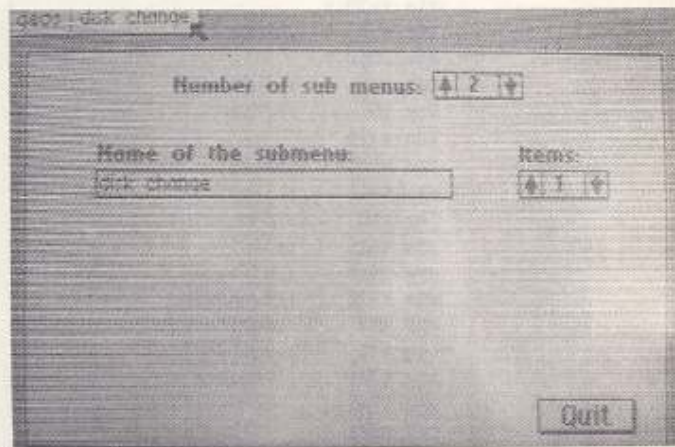 geos disk change
Number of sub menus: 2
Name of the submenu: Items:
disk change 1
Quit